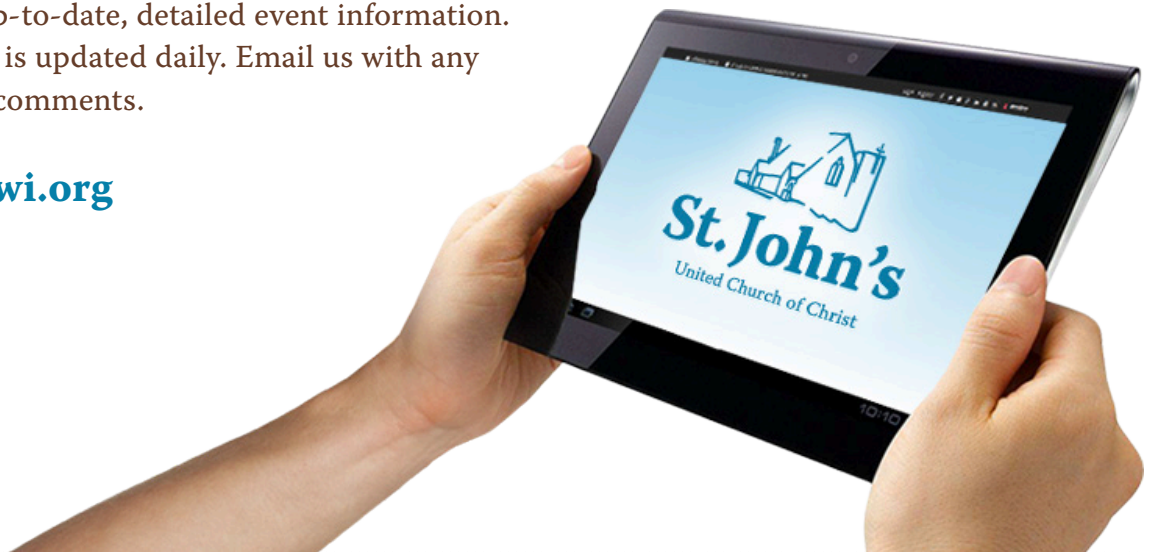 up-to-date, detailed event information.
is updated daily. Email us with any
comments.
wi.org
St. John's
United Church of Christ
10:10